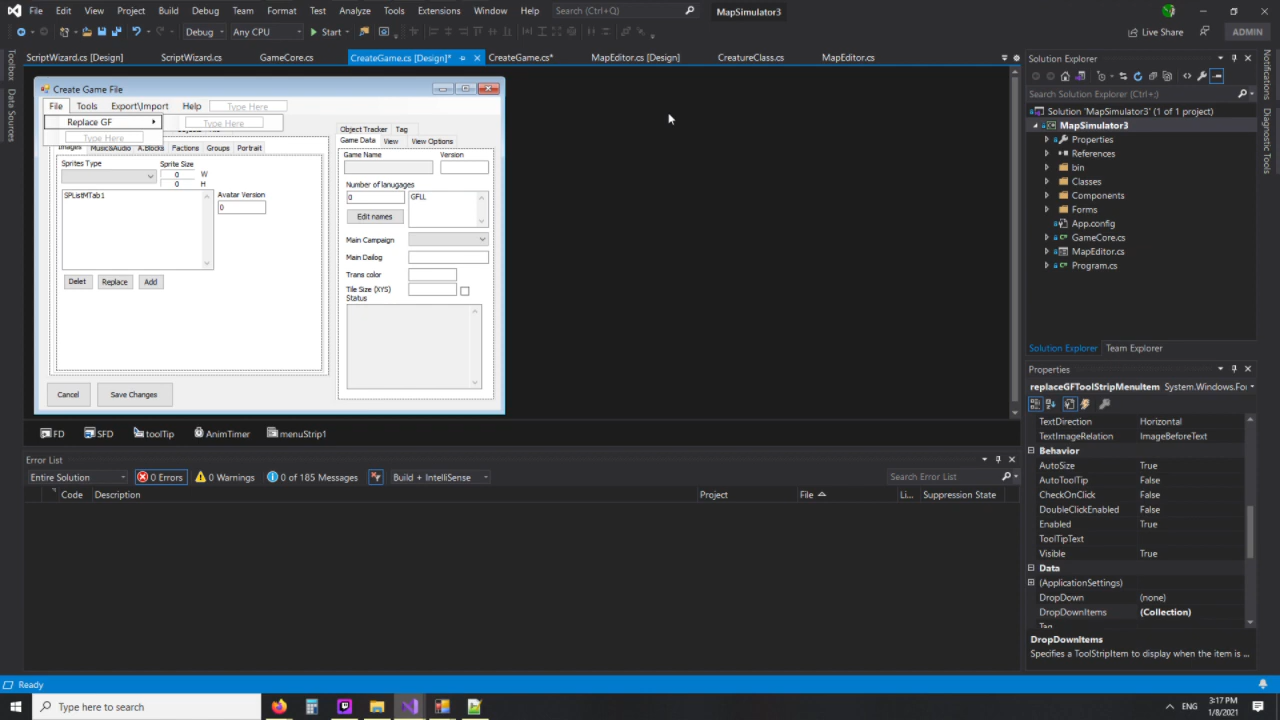 File Edit View Project Build Debug Team Format Test Analyze Tools Extensions Window Help Search (Ctrl+Q) MapSimulator3
Debug Any CPU Start Live Share ADMIN
ScriptWizard.cs [Design] ScriptWizard.cs GameCore.cs CreateGame.cs [Design]* CreateGame.cs* MapEditor.cs [Design] CreatureClass.cs MapEditor.cs
Toolbox
Data Sources
Create Game File
File Tools Export\Import Help Type Here
Replace GF Type Here
Type Here
Images Music&Audio A.Blocks Factions Groups Portrait
Sprites Type Sprite Size
0 W
0 H
SPListMTab1
Avatar Version
0
Delet Replace Add
Cancel Save Changes
Object Tracker Tag
Game Data View View Options
Game Name Version
Number of lanugages
0 GFLL
Edit names
Main Campaign
Main Dailog
Trans color
Tile Size (XYS)
Status
FD SFD toolTip AnimTimer menuStrip1
Error List
Entire Solution 0 Errors 0 Warnings 0 of 185 Messages Build + IntelliSense Search Error List
Code Description Project File Li... Suppression State
Solution Explorer
Search Solution Explorer (Ctrl+;)
Solution 'MapSimulator3' (1 of 1 project)
MapSimulator3
Properties
References
bin
Classes
Components
Forms
App.config
GameCore.cs
MapEditor.cs
Program.cs
Solution Explorer Team Explorer
Properties
replaceGFToolStripMenuItem System.Windows.For
TextDirection Horizontal
TextImageRelation ImageBeforeText
Behavior
AutoSize True
AutoToolTip False
CheckOnClick False
DoubleClickEnabled False
Enabled True
ToolTipText
Visible True
Data
(ApplicationSettings)
DropDown (none)
DropDownItems (Collection)
Tag
DropDownItems
Specifies a ToolStripItem to display when the item is ...
Notifications
Diagnostic Tools
Ready
Type here to search
ENG 3:17 PM
1/8/2021